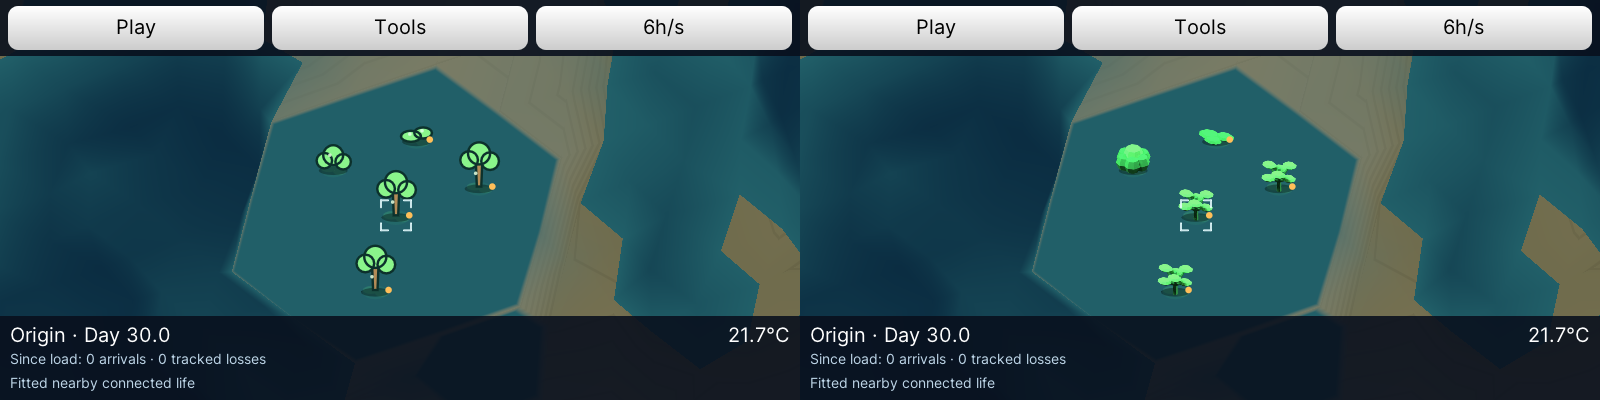 Play Tools 6h/s Play Tools 6h/s
Origin · Day 30.0 21.7°C Origin · Day 30.0 21.7°C
Since load: 0 arrivals · 0 tracked losses Since load: 0 arrivals · 0 tracked losses
Fitted nearby connected life Fitted nearby connected life